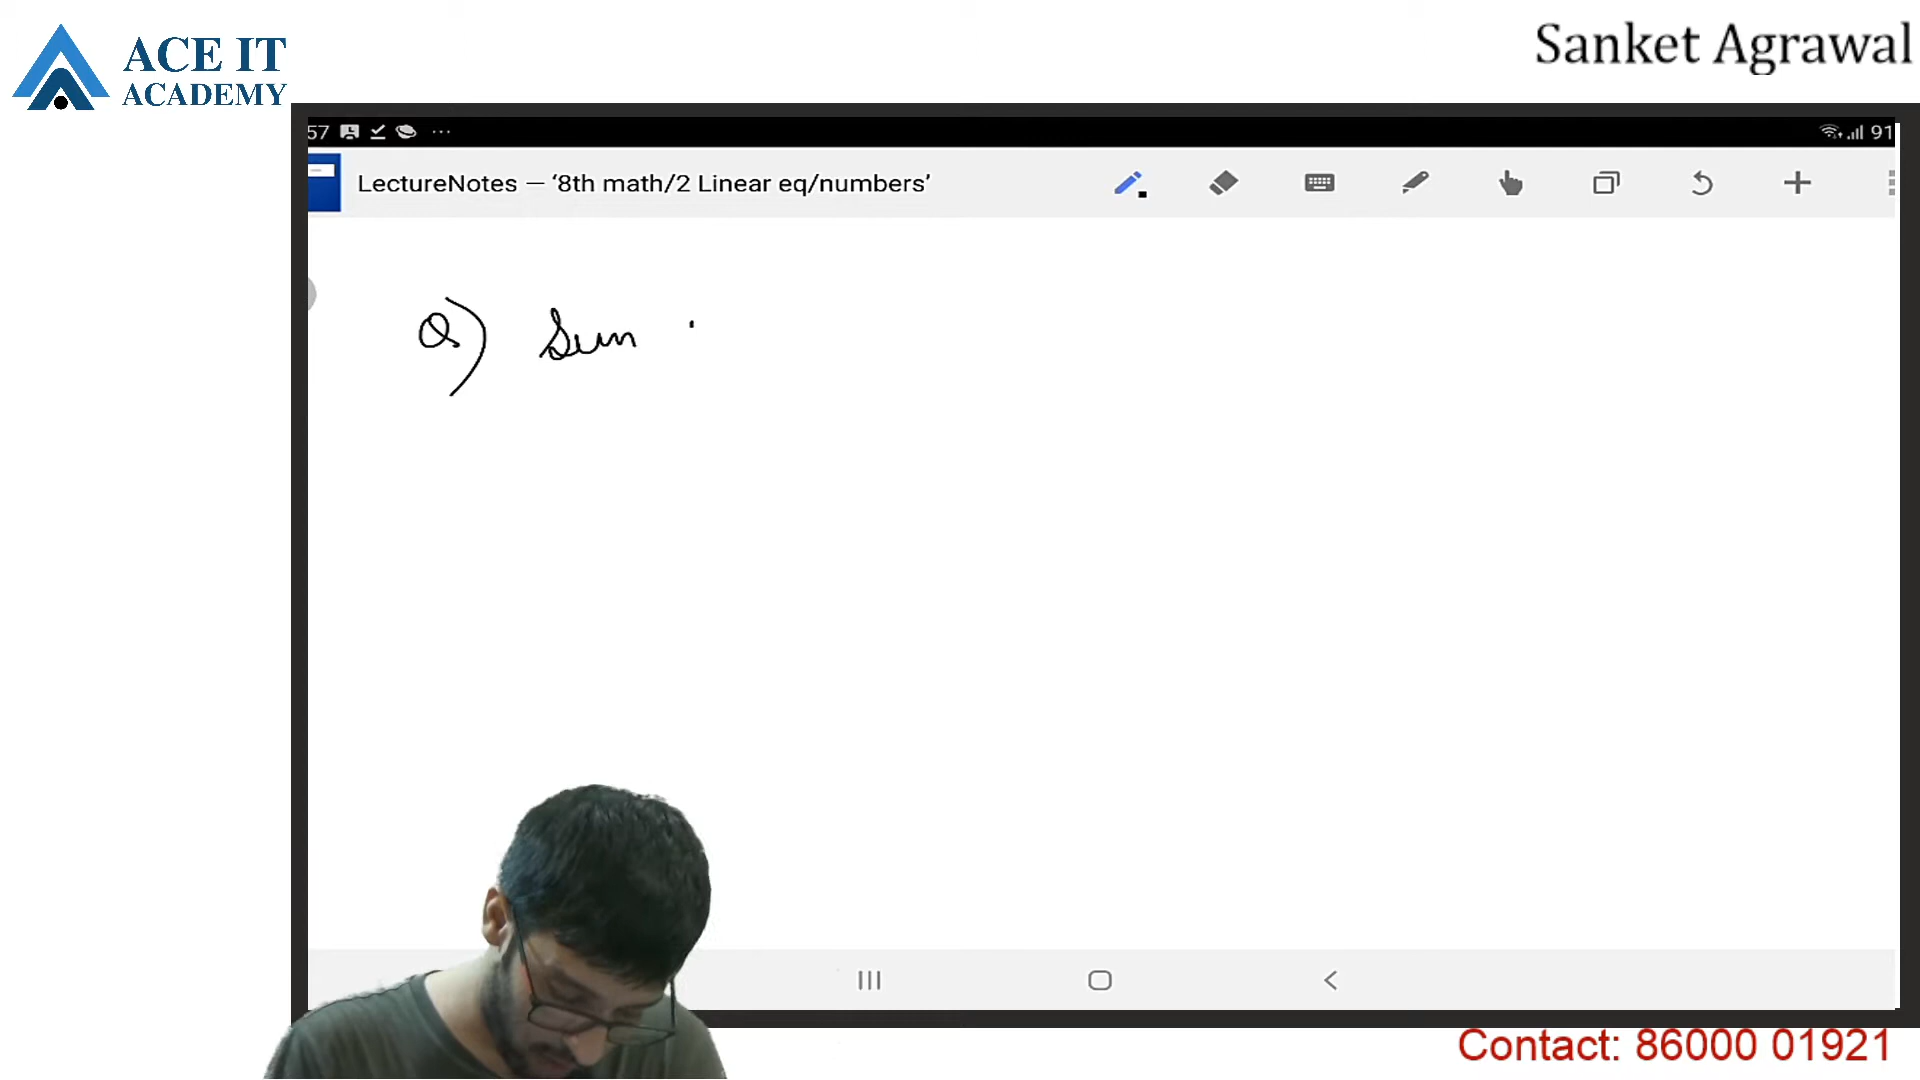 ACE IT
ACADEMY
Sanket Agrawal
57 ... 91
LectureNotes — ‘8th math/2 Linear eq/numbers’
Q) Sum
Contact: 86000 01921